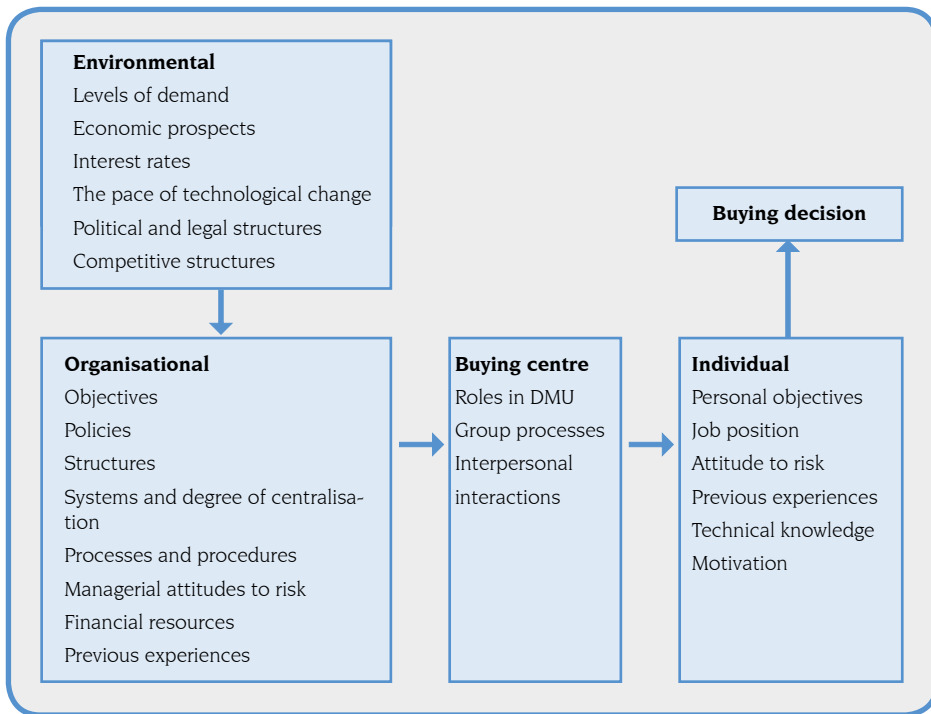 Environmental
Levels of demand
Economic prospects
Interest rates
The pace of technological change
Political and legal structures
Competitive structures
Buying decision
Organisational
Objectives
Policies
Structures
Systems and degree of centralisa-
tion
Processes and procedures
Managerial attitudes to risk
Financial resources
Previous experiences
Buying centre
Roles in DMU
Group processes
Interpersonal
interactions
Individual
Personal objectives
Job position
Attitude to risk
Previous experiences
Technical knowledge
Motivation